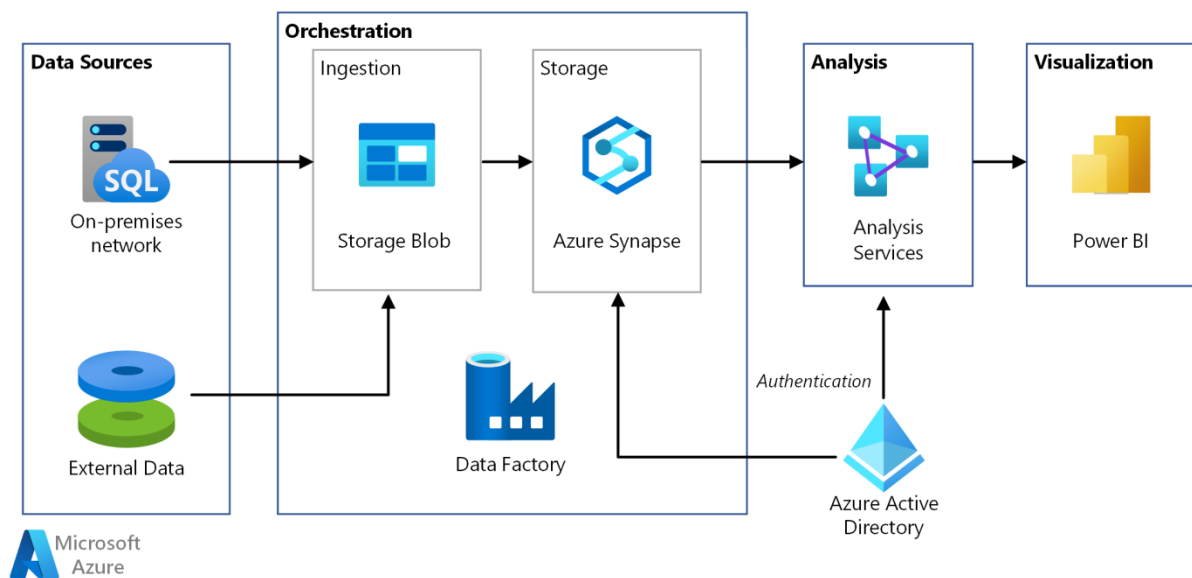 Orchestration
Data Sources
Ingestion
Storage
Analysis
Visualization
SQL
On-premises
network
Storage Blob
Azure Synapse
Analysis
Services
Power BI
Authentication
External Data
Data Factory
Azure Active
Directory
Microsoft
Azure